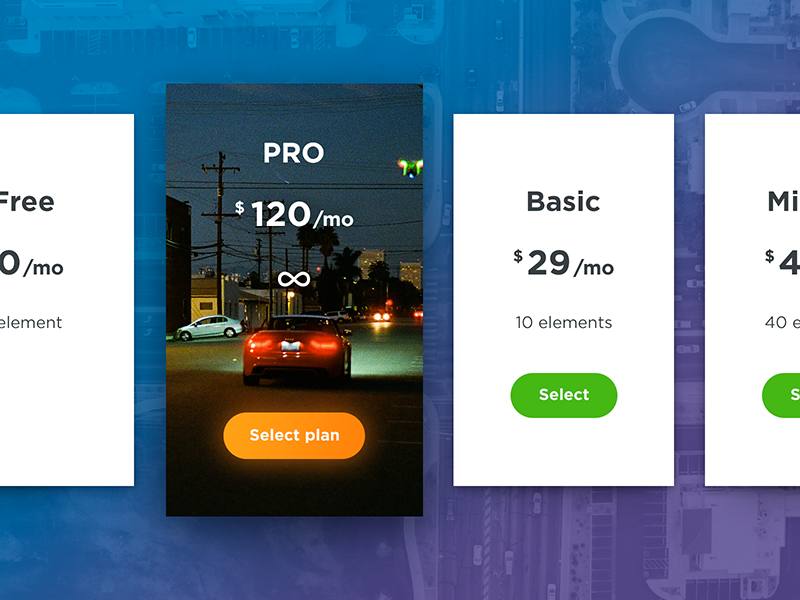 Free
0/mo
element
PRO
$120/mo
∞
Select plan
Basic
$29/mo
10 elements
Select
Mi
$4
40 e
S